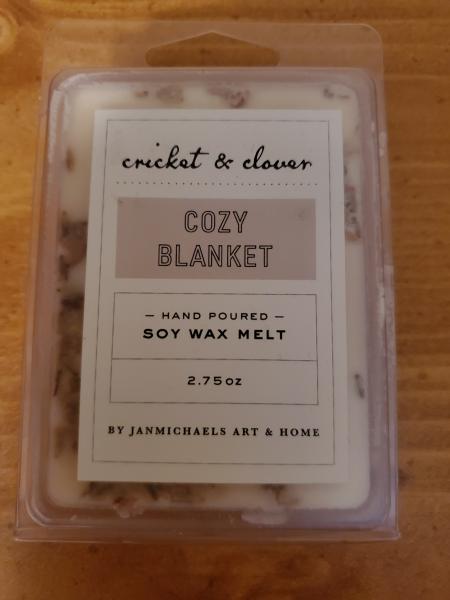 cricket & clover
COZY
BLANKET
— HAND POURED —
SOY WAX MELT
2.75oz
BY JANMICHAELS ART & HOME